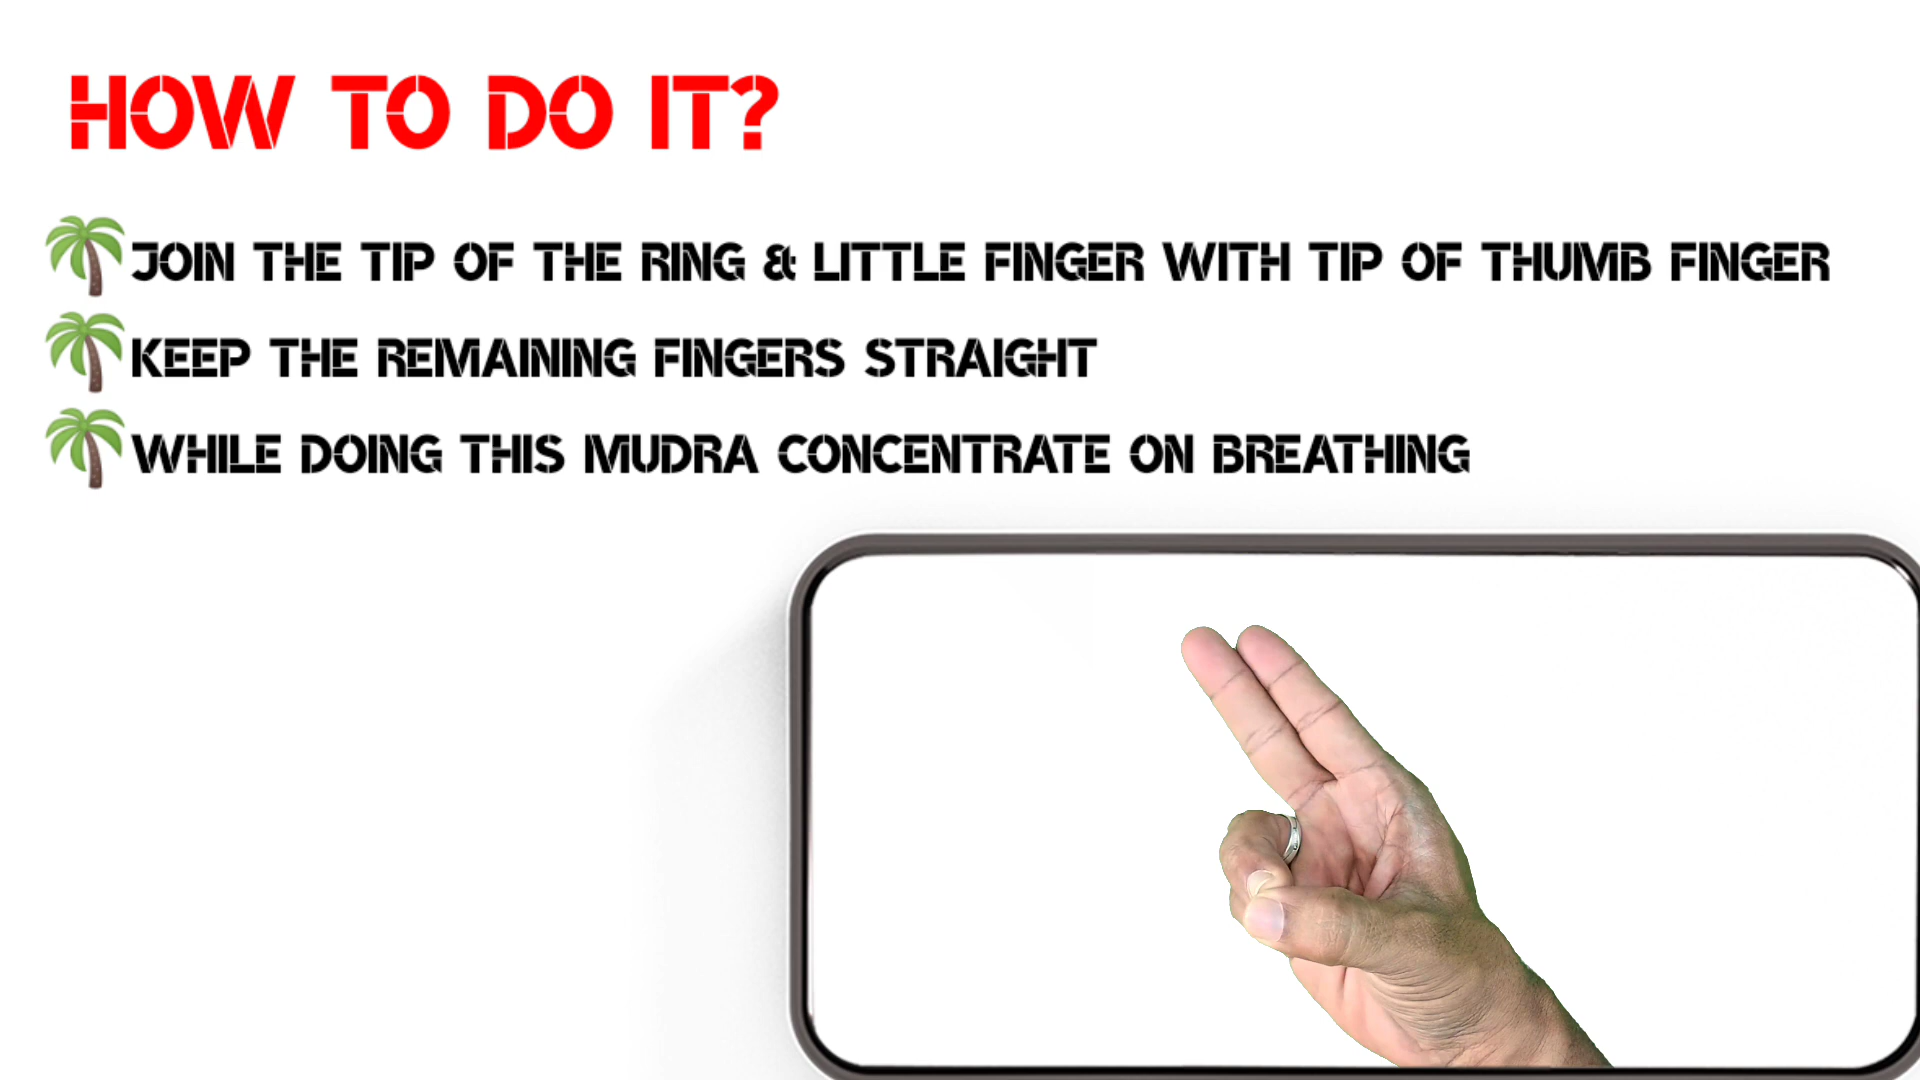 HOW TO DO IT?
🌴JOIN THE TIP OF THE RING & LITTLE FINGER WITH TIP OF THUMB FINGER
🌴KEEP THE REMAINING FINGERS STRAIGHT
🌴WHILE DOING THIS MUDRA CONCENTRATE ON BREATHING